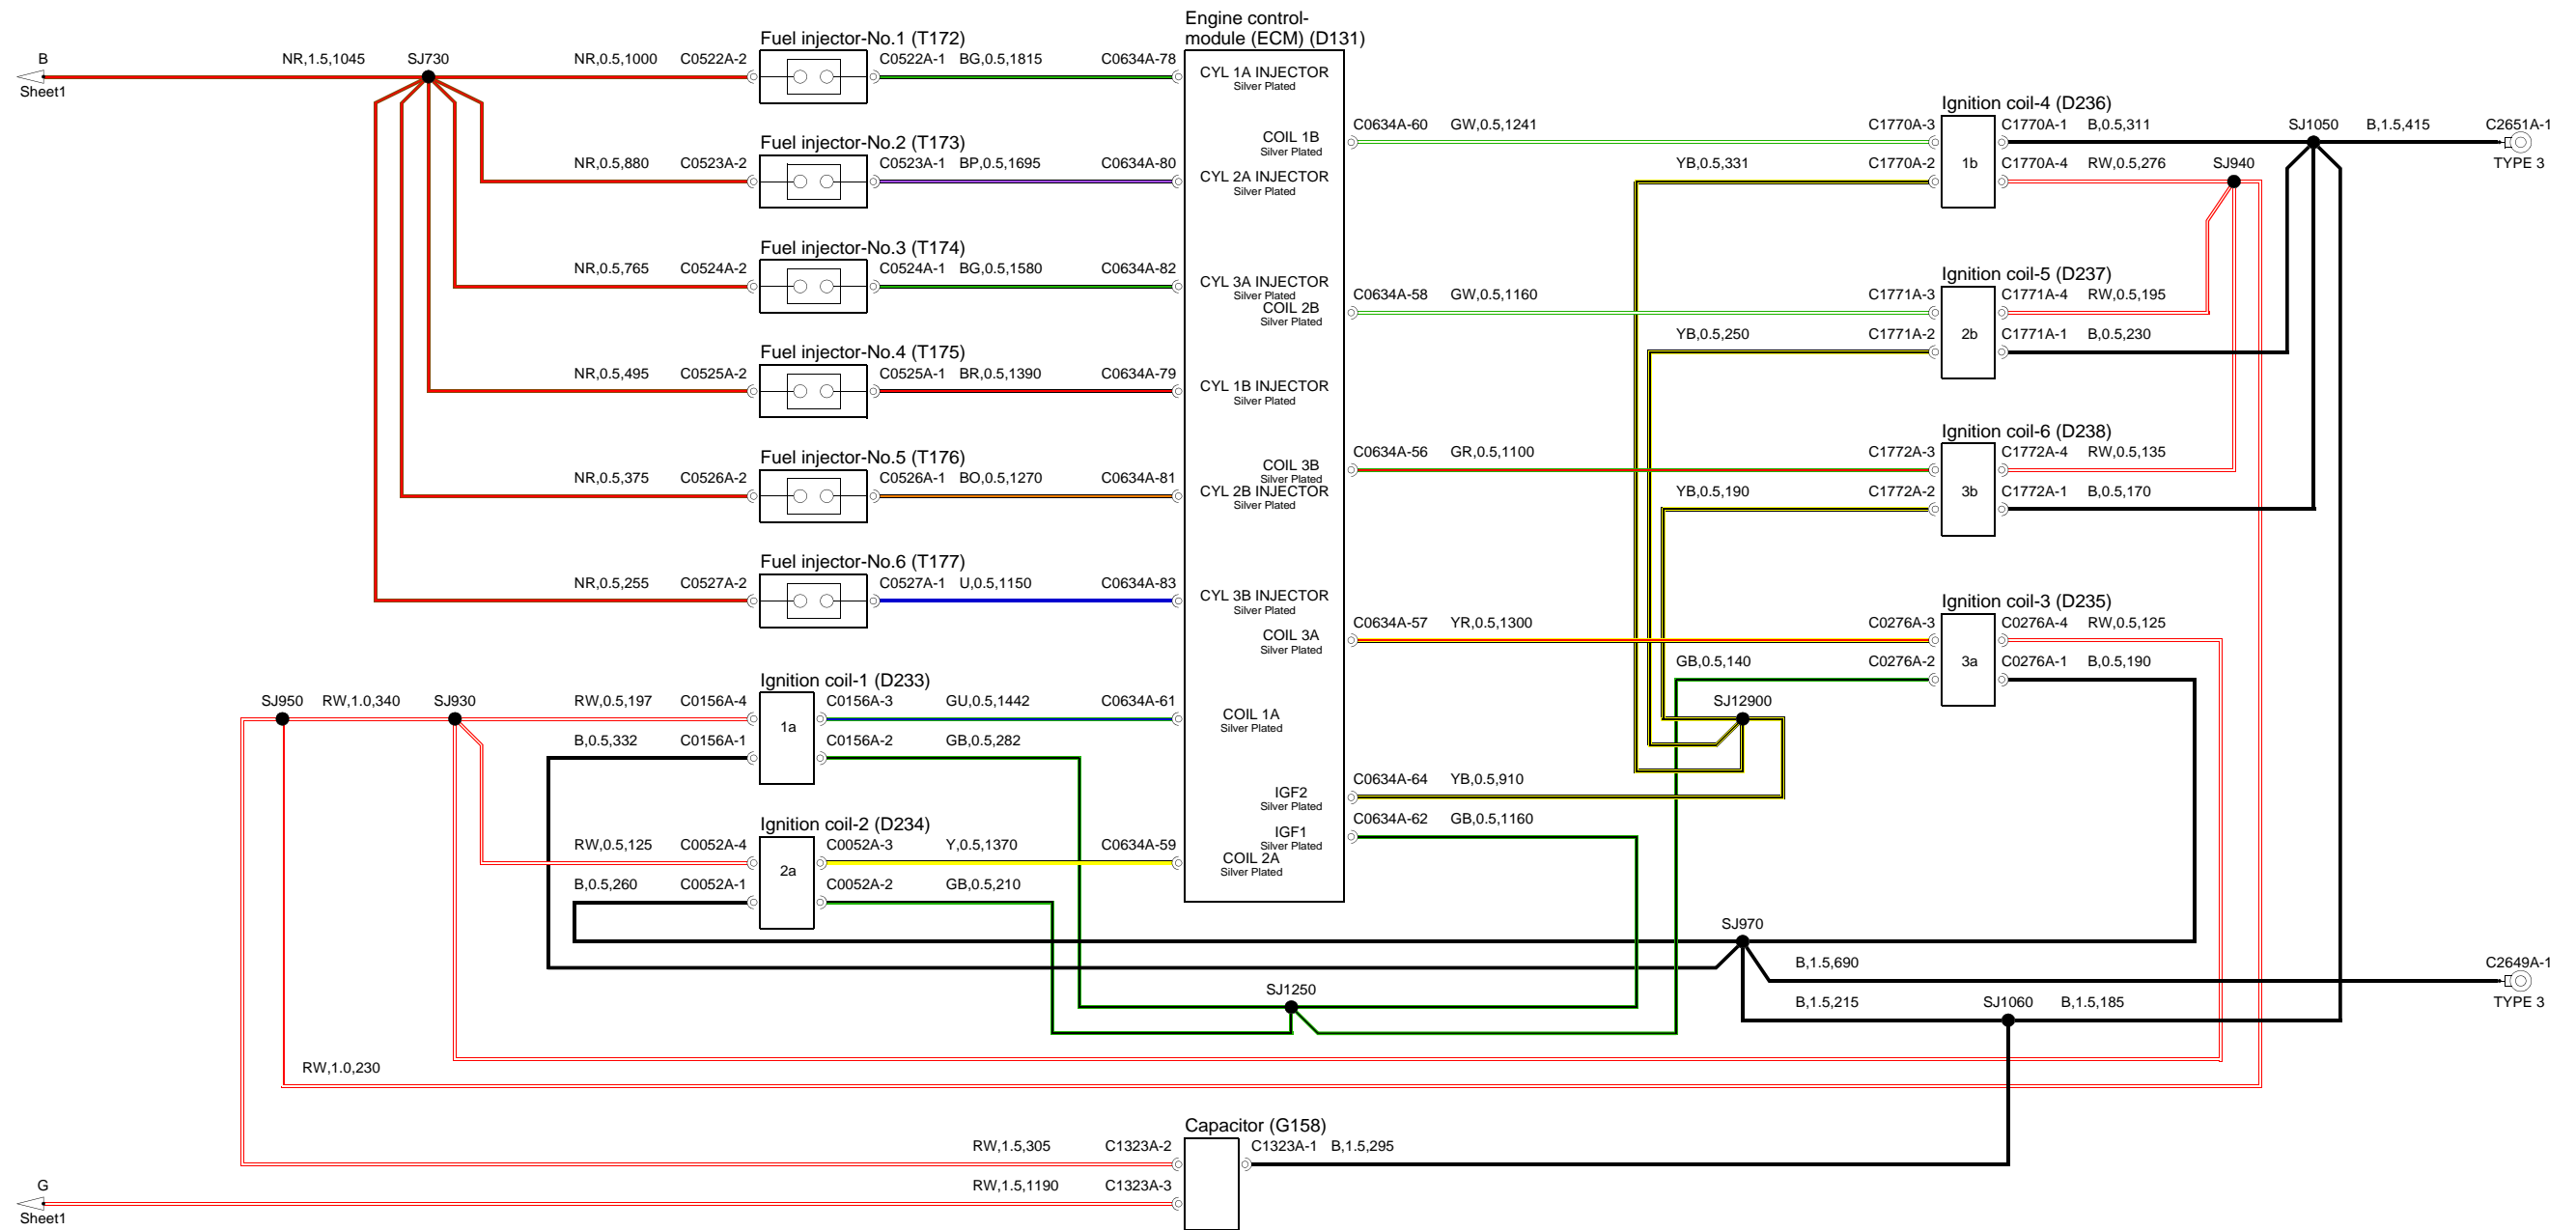 Engine control-
module (ECM) (D131)
B
Sheet1
NR,1.5,1045
SJ730
NR,0.5,1000
C0522A-2
Fuel injector-No.1 (T172)
C0522A-1
BG,0.5,1815
C0634A-78
CYL 1A INJECTOR
Silver Plated
NR,0.5,880
C0523A-2
Fuel injector-No.2 (T173)
C0523A-1
BP,0.5,1695
C0634A-80
CYL 2A INJECTOR
Silver Plated
NR,0.5,765
C0524A-2
Fuel injector-No.3 (T174)
C0524A-1
BG,0.5,1580
C0634A-82
CYL 3A INJECTOR
Silver Plated
NR,0.5,495
C0525A-2
Fuel injector-No.4 (T175)
C0525A-1
BR,0.5,1390
C0634A-79
CYL 1B INJECTOR
Silver Plated
NR,0.5,375
C0526A-2
Fuel injector-No.5 (T176)
C0526A-1
BO,0.5,1270
C0634A-81
CYL 2B INJECTOR
Silver Plated
NR,0.5,255
C0527A-2
Fuel injector-No.6 (T177)
C0527A-1
U,0.5,1150
C0634A-83
CYL 3B INJECTOR
Silver Plated
SJ950
RW,1.0,340
SJ930
RW,0.5,197
C0156A-4
B,0.5,332
C0156A-1
Ignition coil-1 (D233)
1a
C0156A-3
GU,0.5,1442
C0634A-61
COIL 1A
Silver Plated
C0156A-2
GB,0.5,282
RW,0.5,125
C0052A-4
B,0.5,260
C0052A-1
Ignition coil-2 (D234)
2a
C0052A-3
Y,0.5,1370
C0634A-59
COIL 2A
Silver Plated
C0052A-2
GB,0.5,210
COIL 1B
Silver Plated
C0634A-60
GW,0.5,1241
C1770A-3
YB,0.5,331
C1770A-2
Ignition coil-4 (D236)
1b
C1770A-1
B,0.5,311
C1770A-4
RW,0.5,276
SJ940
SJ1050
B,1.5,415
C2651A-1
TYPE 3
COIL 2B
Silver Plated
C0634A-58
GW,0.5,1160
C1771A-3
YB,0.5,250
C1771A-2
Ignition coil-5 (D237)
2b
C1771A-4
RW,0.5,195
C1771A-1
B,0.5,230
COIL 3B
Silver Plated
C0634A-56
GR,0.5,1100
C1772A-3
YB,0.5,190
C1772A-2
Ignition coil-6 (D238)
3b
C1772A-4
RW,0.5,135
C1772A-1
B,0.5,170
COIL 3A
Silver Plated
C0634A-57
YR,0.5,1300
C0276A-3
GB,0.5,140
C0276A-2
Ignition coil-3 (D235)
3a
C0276A-4
RW,0.5,125
C0276A-1
B,0.5,190
SJ12900
IGF2
Silver Plated
C0634A-64
YB,0.5,910
IGF1
Silver Plated
C0634A-62
GB,0.5,1160
SJ970
B,1.5,690
C2649A-1
TYPE 3
SJ1250
B,1.5,215
SJ1060
B,1.5,185
RW,1.0,230
Capacitor (G158)
RW,1.5,305
C1323A-2
C1323A-1
B,1.5,295
G
Sheet1
RW,1.5,1190
C1323A-3